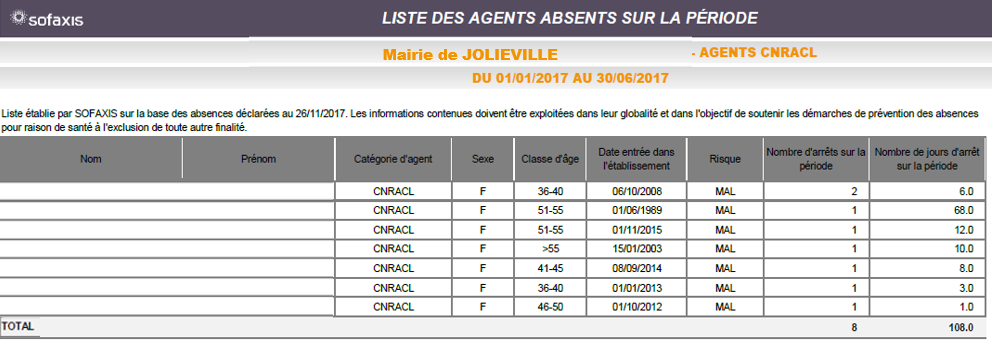 sofaxis
LISTE DES AGENTS ABSENTS SUR LA PÉRIODE
Mairie de JOLIEVILLE - AGENTS CNRACL
DU 01/01/2017 AU 30/06/2017
Liste établie par SOFAXIS sur la base des absences déclarées au 26/11/2017. Les informations contenues doivent être exploitées dans leur globalité et dans l'objectif de soutenir les démarches de prévention des absences
pour raison de santé à l'exclusion de toute autre finalité.
Nom Prénom Catégorie d'agent Sexe Classe d'âge Date entrée dans l'établissement Risque Nombre d'arrêts sur la période Nombre de jours d'arrêt sur la période
CNRACL F 36-40 06/10/2008 MAL 2 6.0
CNRACL F 51-55 01/06/1989 MAL 1 68.0
CNRACL F 51-55 01/11/2015 MAL 1 12.0
CNRACL F >55 15/01/2003 MAL 1 10.0
CNRACL F 41-45 08/09/2014 MAL 1 8.0
CNRACL F 36-40 01/01/2013 MAL 1 3.0
CNRACL F 46-50 01/10/2012 MAL 1 1.0
TOTAL 8 108.0